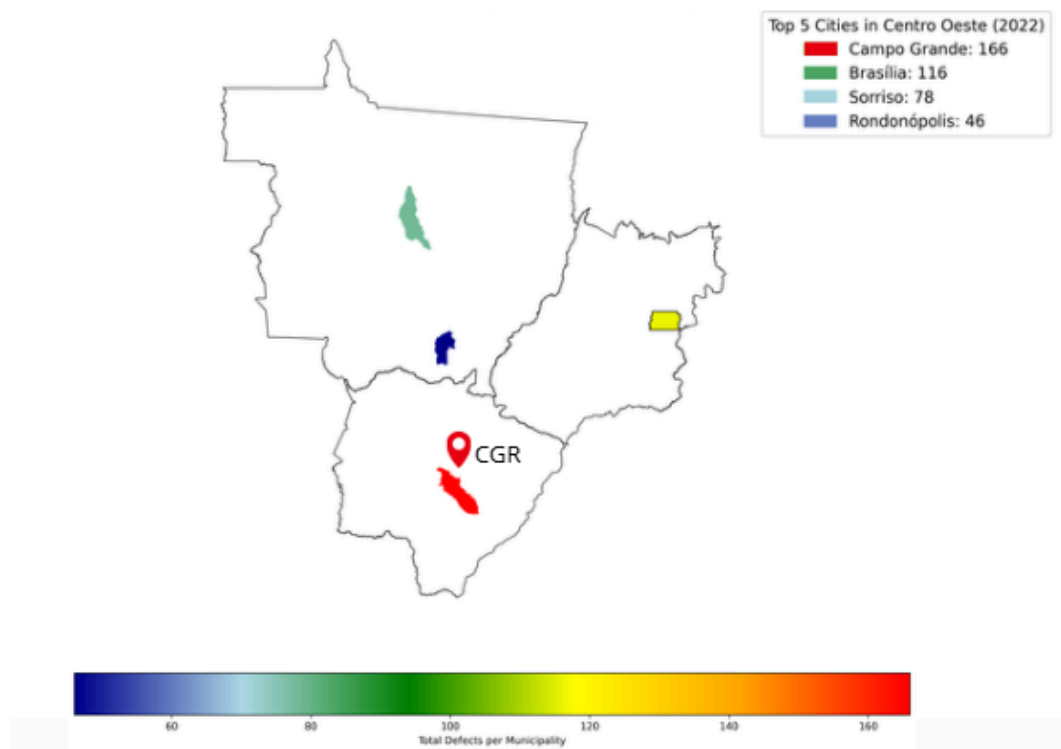 Top 5 Cities in Centro Oeste (2022)
Campo Grande: 166
Brasília: 116
Sorriso: 78
Rondonópolis: 46
CGR
60 80 100 120 140 160
Total Defects per Municipality